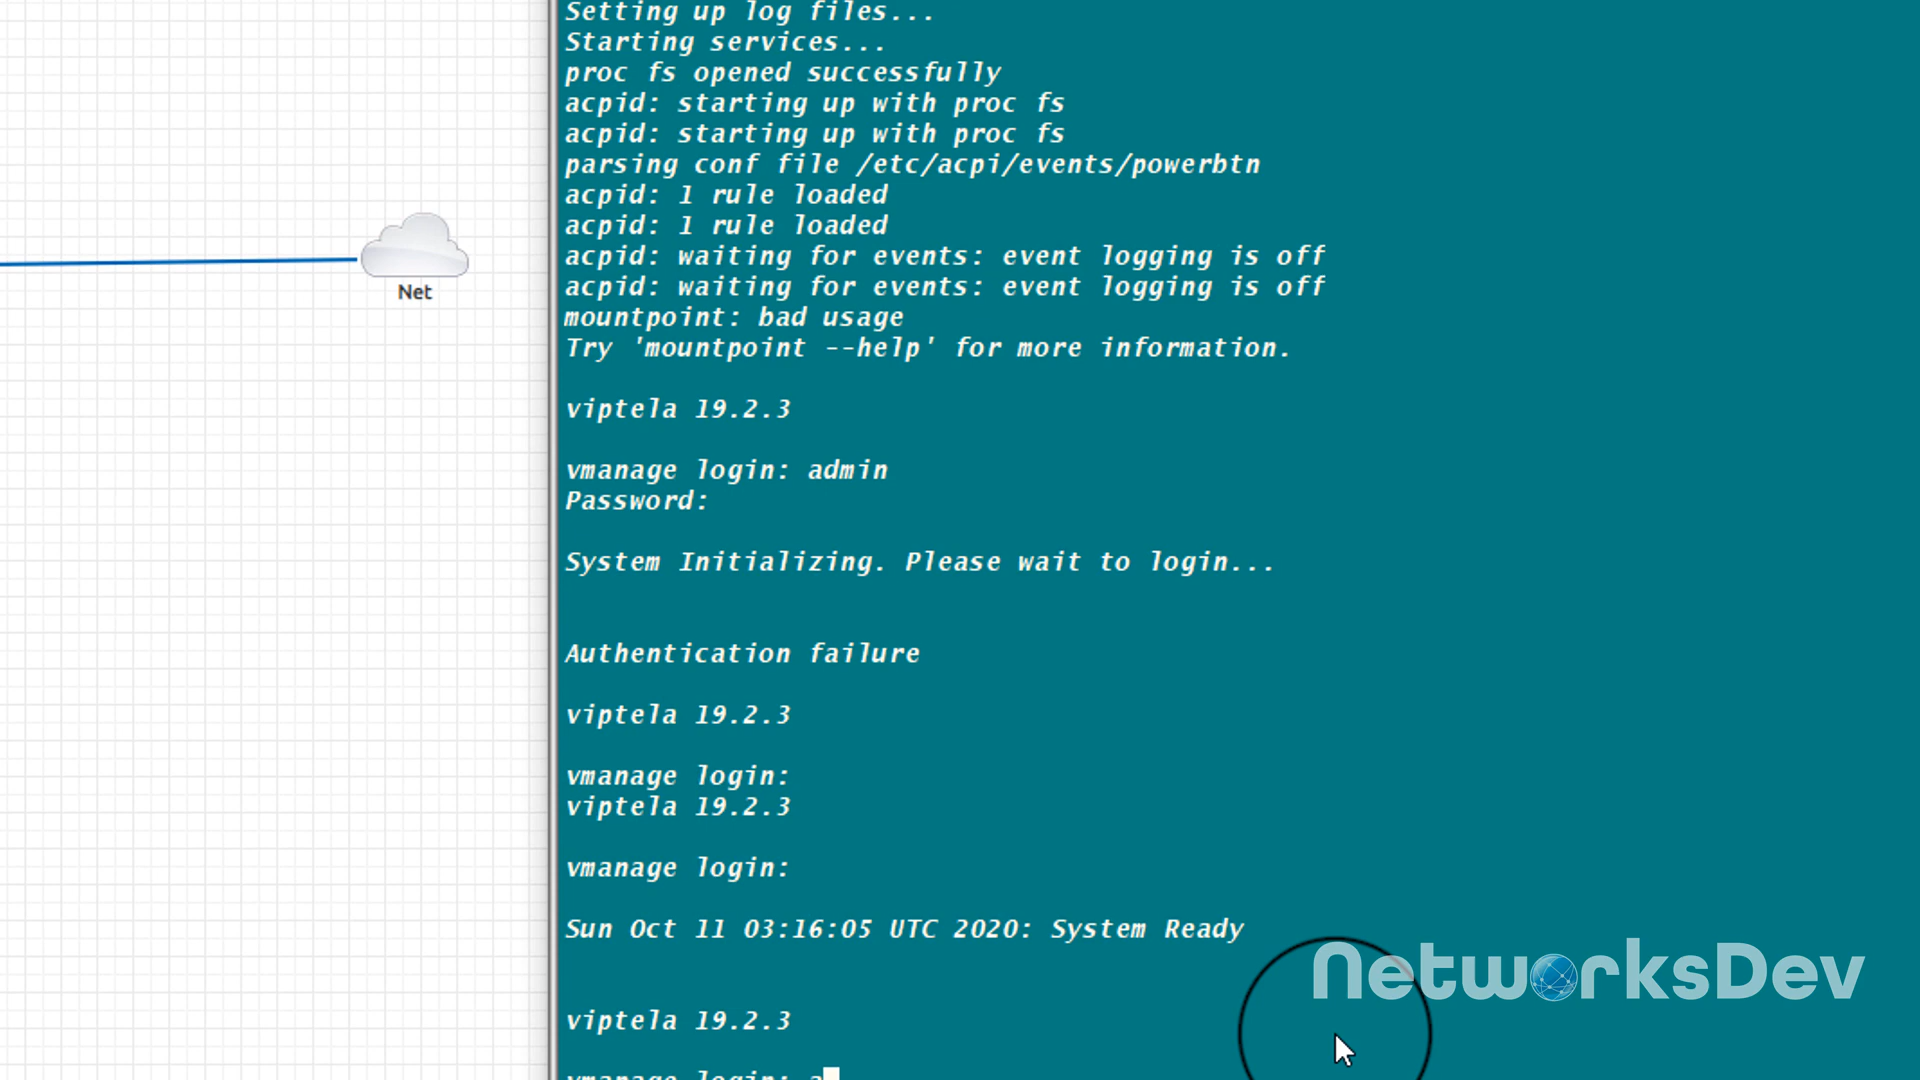 Setting up log files...
Starting services...
proc fs opened successfully
acpid: starting up with proc fs
acpid: starting up with proc fs
parsing conf file /etc/acpi/events/powerbtn
acpid: 1 rule loaded
acpid: 1 rule loaded
acpid: waiting for events: event logging is off
acpid: waiting for events: event logging is off
mountpoint: bad usage
Try 'mountpoint --help' for more information.
Net
viptela 19.2.3
vmanage login: admin
Password:
System Initializing. Please wait to login...
Authentication failure
viptela 19.2.3
vmanage login:
viptela 19.2.3
vmanage login:
Sun Oct 11 03:16:05 UTC 2020: System Ready
NetworksDev
viptela 19.2.3
vmanage login: a